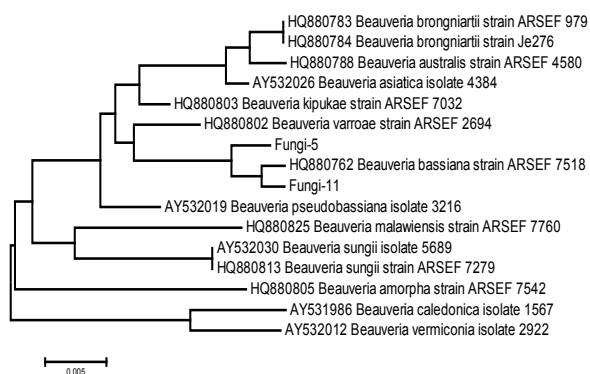 HQ880783 Beauveria brongniartii strain ARSEF 979
HQ880784 Beauveria brongniartii strain Je276
HQ880788 Beauveria australis strain ARSEF 4580
AY532026 Beauveria asiatica isolate 4384
HQ880803 Beauveria kipukae strain ARSEF 7032
HQ880802 Beauveria varroae strain ARSEF 2694
Fungi-5
HQ880762 Beauveria bassiana strain ARSEF 7518
Fungi-11
AY532019 Beauveria pseudobassiana isolate 3216
HQ880825 Beauveria malawiensis strain ARSEF 7760
AY532030 Beauveria sungii isolate 5689
HQ880813 Beauveria sungii strain ARSEF 7279
HQ880805 Beauveria amorpha strain ARSEF 7542
AY531986 Beauveria caledonica isolate 1567
AY532012 Beauveria vermiconia isolate 2922
0.005